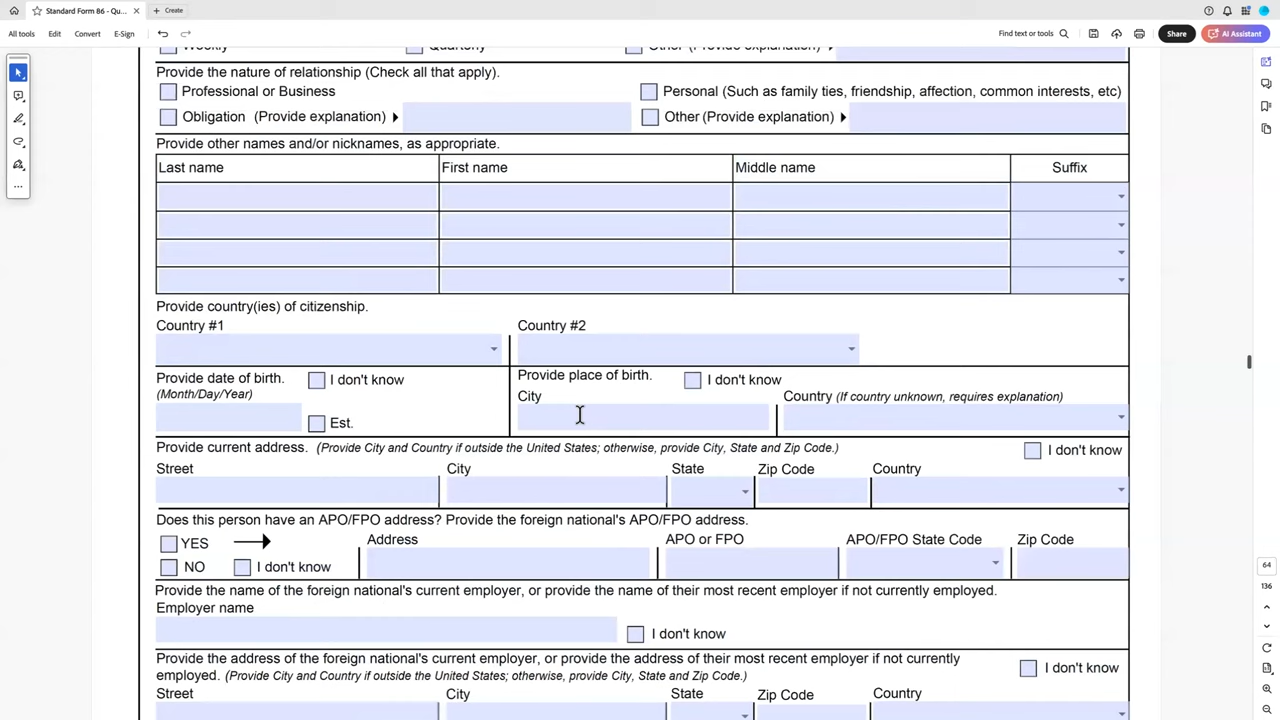 Standard Form 86 - Qu...
Create
All tools Edit Convert E-Sign
Find text or tools
Share
AI Assistant
Weekly Quarterly Other (Provide explanation)
Provide the nature of relationship (Check all that apply).
Professional or Business Personal (Such as family ties, friendship, affection, common interests, etc)
Obligation (Provide explanation) Other (Provide explanation)
Provide other names and/or nicknames, as appropriate.
Last name First name Middle name Suffix
Provide country(ies) of citizenship.
Country #1 Country #2
Provide date of birth. I don't know Provide place of birth. I don't know
(Month/Day/Year) City Country (If country unknown, requires explanation)
Est.
Provide current address. (Provide City and Country if outside the United States; otherwise, provide City, State and Zip Code.) I don't know
Street City State Zip Code Country
Does this person have an APO/FPO address? Provide the foreign national's APO/FPO address.
YES Address APO or FPO APO/FPO State Code Zip Code
NO I don't know
64
136
Provide the name of the foreign national's current employer, or provide the name of their most recent employer if not currently employed.
Employer name
I don't know
Provide the address of the foreign national's current employer, or provide the address of their most recent employer if not currently
employed. (Provide City and Country if outside the United States; otherwise, provide City, State and Zip Code.) I don't know
Street City State Zip Code Country